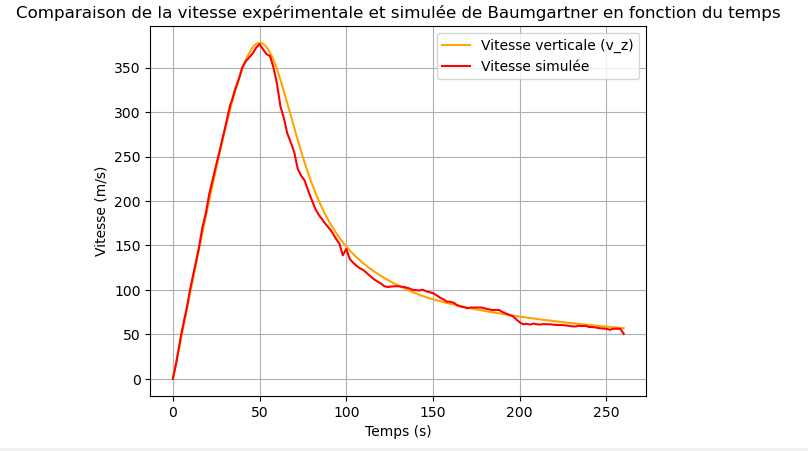 Comparaison de la vitesse expérimentale et simulée de Baumgartner en fonction du temps
Vitesse verticale (v_z)
Vitesse simulée
350
300
250
200
150
100
50
0
Vitesse (m/s)
0 50 100 150 200 250
Temps (s)